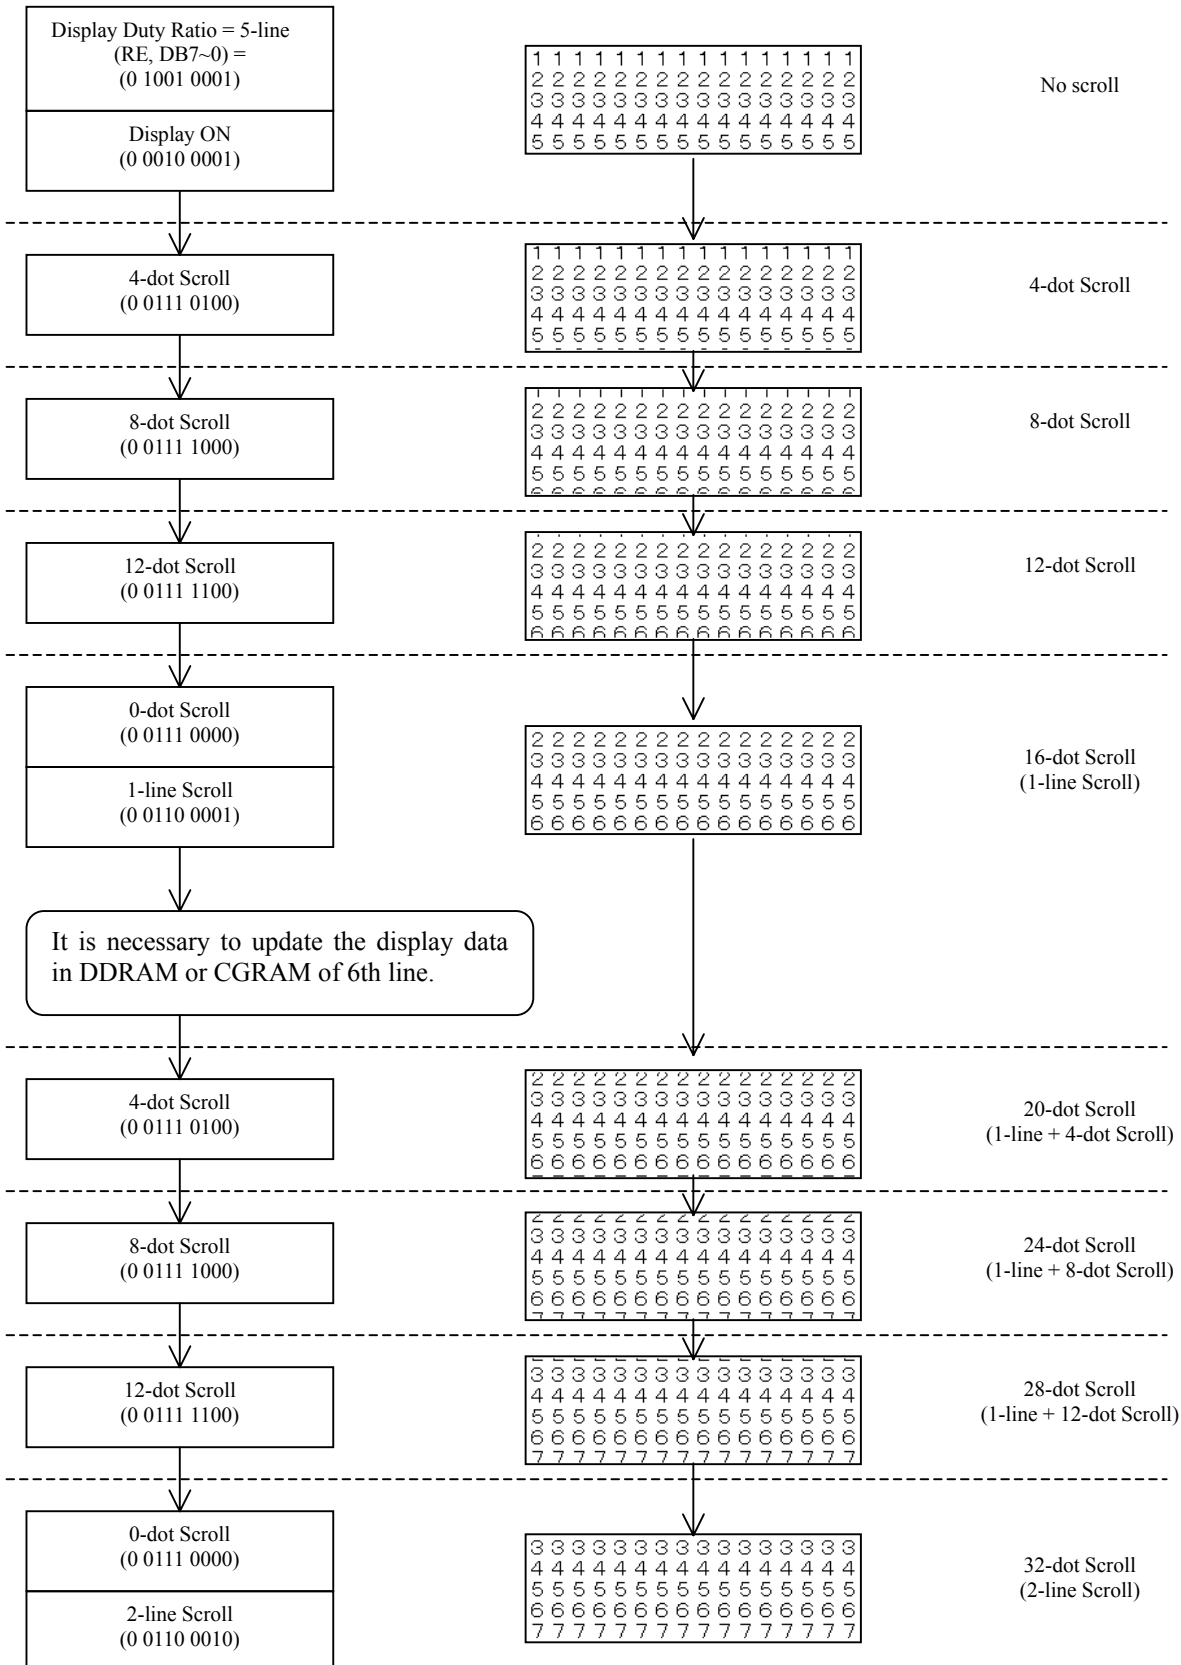 Display Duty Ratio = 5-line
(RE, DB7~0) =
(0 1001 0001)
Display ON
(0 0010 0001)
1 1 1 1 1 1 1 1 1 1 1 1 1 1 1 1
2 2 2 2 2 2 2 2 2 2 2 2 2 2 2 2
3 3 3 3 3 3 3 3 3 3 3 3 3 3 3 3
4 4 4 4 4 4 4 4 4 4 4 4 4 4 4 4
5 5 5 5 5 5 5 5 5 5 5 5 5 5 5 5
No scroll
4-dot Scroll
(0 0111 0100)
1 1 1 1 1 1 1 1 1 1 1 1 1 1 1 1
2 2 2 2 2 2 2 2 2 2 2 2 2 2 2 2
3 3 3 3 3 3 3 3 3 3 3 3 3 3 3 3
4 4 4 4 4 4 4 4 4 4 4 4 4 4 4 4
5 5 5 5 5 5 5 5 5 5 5 5 5 5 5 5
4-dot Scroll
8-dot Scroll
(0 0111 1000)
2 2 2 2 2 2 2 2 2 2 2 2 2 2 2 2
3 3 3 3 3 3 3 3 3 3 3 3 3 3 3 3
4 4 4 4 4 4 4 4 4 4 4 4 4 4 4 4
5 5 5 5 5 5 5 5 5 5 5 5 5 5 5 5
8-dot Scroll
12-dot Scroll
(0 0111 1100)
2 2 2 2 2 2 2 2 2 2 2 2 2 2 2 2
3 3 3 3 3 3 3 3 3 3 3 3 3 3 3 3
4 4 4 4 4 4 4 4 4 4 4 4 4 4 4 4
5 5 5 5 5 5 5 5 5 5 5 5 5 5 5 5
6 6 6 6 6 6 6 6 6 6 6 6 6 6 6 6
12-dot Scroll
0-dot Scroll
(0 0111 0000)
1-line Scroll
(0 0110 0001)
2 2 2 2 2 2 2 2 2 2 2 2 2 2 2 2
3 3 3 3 3 3 3 3 3 3 3 3 3 3 3 3
4 4 4 4 4 4 4 4 4 4 4 4 4 4 4 4
5 5 5 5 5 5 5 5 5 5 5 5 5 5 5 5
6 6 6 6 6 6 6 6 6 6 6 6 6 6 6 6
16-dot Scroll
(1-line Scroll)
It is necessary to update the display data
in DDRAM or CGRAM of 6th line.
4-dot Scroll
(0 0111 0100)
2 2 2 2 2 2 2 2 2 2 2 2 2 2 2 2
3 3 3 3 3 3 3 3 3 3 3 3 3 3 3 3
4 4 4 4 4 4 4 4 4 4 4 4 4 4 4 4
5 5 5 5 5 5 5 5 5 5 5 5 5 5 5 5
6 6 6 6 6 6 6 6 6 6 6 6 6 6 6 6
20-dot Scroll
(1-line + 4-dot Scroll)
8-dot Scroll
(0 0111 1000)
2 2 2 2 2 2 2 2 2 2 2 2 2 2 2 2
3 3 3 3 3 3 3 3 3 3 3 3 3 3 3 3
4 4 4 4 4 4 4 4 4 4 4 4 4 4 4 4
5 5 5 5 5 5 5 5 5 5 5 5 5 5 5 5
6 6 6 6 6 6 6 6 6 6 6 6 6 6 6 6
7 7 7 7 7 7 7 7 7 7 7 7 7 7 7 7
24-dot Scroll
(1-line + 8-dot Scroll)
12-dot Scroll
(0 0111 1100)
3 3 3 3 3 3 3 3 3 3 3 3 3 3 3 3
4 4 4 4 4 4 4 4 4 4 4 4 4 4 4 4
5 5 5 5 5 5 5 5 5 5 5 5 5 5 5 5
6 6 6 6 6 6 6 6 6 6 6 6 6 6 6 6
7 7 7 7 7 7 7 7 7 7 7 7 7 7 7 7
28-dot Scroll
(1-line + 12-dot Scroll)
0-dot Scroll
(0 0111 0000)
2-line Scroll
(0 0110 0010)
3 3 3 3 3 3 3 3 3 3 3 3 3 3 3 3
4 4 4 4 4 4 4 4 4 4 4 4 4 4 4 4
5 5 5 5 5 5 5 5 5 5 5 5 5 5 5 5
6 6 6 6 6 6 6 6 6 6 6 6 6 6 6 6
7 7 7 7 7 7 7 7 7 7 7 7 7 7 7 7
32-dot Scroll
(2-line Scroll)